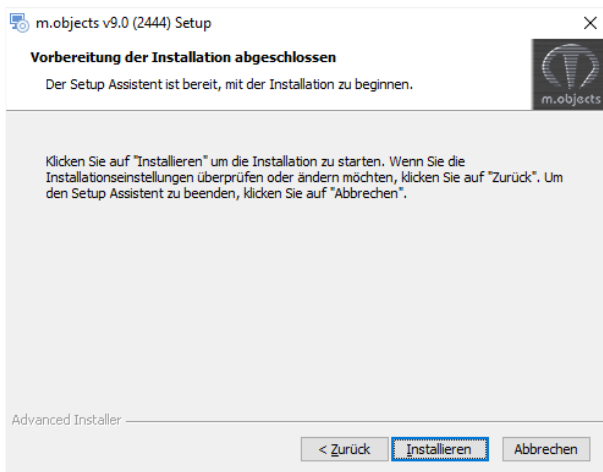 m.objects v9.0 (2444) Setup
Vorbereitung der Installation abgeschlossen
Der Setup Assistent ist bereit, mit der Installation zu beginnen.
m.objects
Klicken Sie auf "Installieren" um die Installation zu starten. Wenn Sie die
Installationseinstellungen überprüfen oder ändern möchten, klicken Sie auf "Zurück". Um
den Setup Assistent zu beenden, klicken Sie auf "Abbrechen".
Advanced Installer
< Zurück Installieren Abbrechen